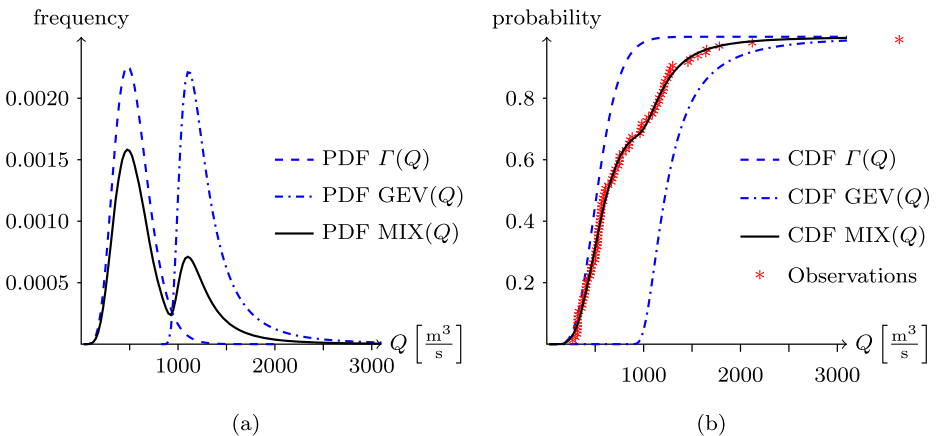 frequency
0.0020
0.0015
0.0010
0.0005
1000
2000
3000
Q [m³/s]
PDF Γ(Q)
PDF GEV(Q)
PDF MIX(Q)
(a)
probability
0.8
0.6
0.4
0.2
1000
2000
3000
Q [m³/s]
CDF Γ(Q)
CDF GEV(Q)
CDF MIX(Q)
Observations
(b)